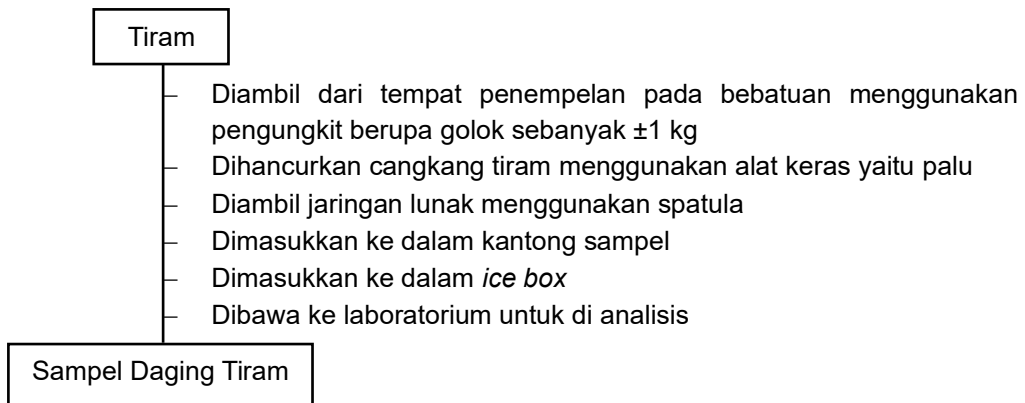 Tiram
– Diambil dari tempat penempelan pada bebatuan menggunakan
pengungkit berupa golok sebanyak ±1 kg
– Dihancurkan cangkang tiram menggunakan alat keras yaitu palu
– Diambil jaringan lunak menggunakan spatula
– Dimasukkan ke dalam kantong sampel
– Dimasukkan ke dalam ice box
– Dibawa ke laboratorium untuk di analisis
Sampel Daging Tiram